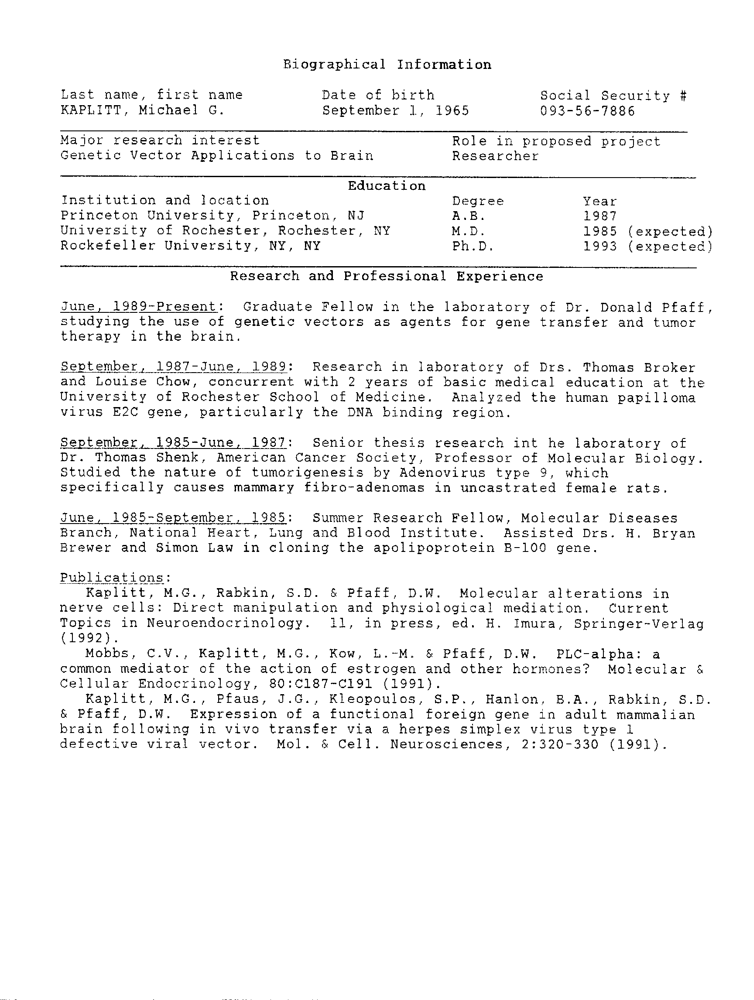 Biographical Information
Last name, first name Date of birth Social Security #
KAPLITT, Michael G. September 1, 1965 093-56-7886
Major research interest Role in proposed project
Genetic Vector Applications to Brain Researcher
Education
Institution and location Degree Year
Princeton University, Princeton, NJ A.B. 1987
University of Rochester, Rochester, NY M.D. 1985 (expected)
Rockefeller University, NY, NY Ph.D. 1993 (expected)
Research and Professional Experience
June, 1989-Present: Graduate Fellow in the laboratory of Dr. Donald Pfaff,
studying the use of genetic vectors as agents for gene transfer and tumor
therapy in the brain.
September, 1987-June, 1989: Research in laboratory of Drs. Thomas Broker
and Louise Chow, concurrent with 2 years of basic medical education at the
University of Rochester School of Medicine. Analyzed the human papilloma
virus E2C gene, particularly the DNA binding region.
September, 1985-June, 1987: Senior thesis research int he laboratory of
Dr. Thomas Shenk, American Cancer Society, Professor of Molecular Biology.
Studied the nature of tumorigenesis by Adenovirus type 9, which
specifically causes mammary fibro-adenomas in uncastrated female rats.
June, 1985-September, 1985: Summer Research Fellow, Molecular Diseases
Branch, National Heart, Lung and Blood Institute. Assisted Drs. H. Bryan
Brewer and Simon Law in cloning the apolipoprotein B-100 gene.
Publications:
Kaplitt, M.G., Rabkin, S.D. & Pfaff, D.W. Molecular alterations in
nerve cells: Direct manipulation and physiological mediation. Current
Topics in Neuroendocrinology. 11, in press, ed. H. Imura, Springer-Verlag
(1992).
Mobbs, C.V., Kaplitt, M.G., Kow, L.-M. & Pfaff, D.W. PLC-alpha: a
common mediator of the action of estrogen and other hormones? Molecular &
Cellular Endocrinology, 80:C187-C191 (1991).
Kaplitt, M.G., Pfaus, J.G., Kleopoulos, S.P., Hanlon, B.A., Rabkin, S.D.
& Pfaff, D.W. Expression of a functional foreign gene in adult mammalian
brain following in vivo transfer via a herpes simplex virus type 1
defective viral vector. Mol. & Cell. Neurosciences, 2:320-330 (1991).